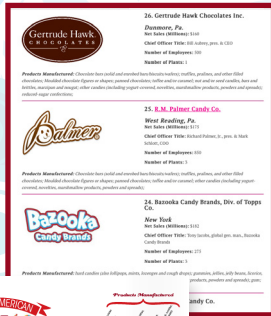 Gertrude Hawk
CHOCOLATES
26. Gertrude Hawk Chocolates Inc.
Dunmore, Pa.
Net Sales (Millions): $160
Chief Officer Title: Bill Aubrey, pres. & CEO
Number of Employees: 500
Number of Plants: 1
Products Manufactured: Chocolate bars (solid and enrobed bars/biscuits/wafers); truffles, pralines, and other filled
chocolates; Moulded chocolate figures or shapes; panned chocolates; toffee and/or caramel; nut and/or seed candies, bars and
brittles, marzipan and nougat; other candies (including yogurt-covered; novelties, marshmallow products, powders and spreads;
reduced-sugar confections;
Palmer
25. R.M. Palmer Candy Co.
West Reading, Pa.
Net Sales (Millions): $175
Chief Officer Title: Richard Palmer, Jr., pres. & Mark
Schlott, COO
Number of Employees: 850
Number of Plants: 5
Products Manufactured: Chocolate bars (solid and enrobed bars/biscuits/wafers); truffles, pralines, and other filled
chocolates; Moulded chocolate figures or shapes; panned chocolates; toffee and/or caramel; other candies (including yogurt-
covered; novelties, marshmallow products, powders and spreads;
Bazooka
Candy Brands
24. Bazooka Candy Brands, Div. of Topps
Co.
New York
Net Sales (Millions): $182
Chief Officer Title: Tony Jacobs, global gen. man., Bazooka
Candy Brands
Number of Employees: 273
Number of Plants:
Products Manufactured: hard candies (also lollipops, mints, lozenges and cough drops; gummies, jellies, jelly beans, licorice,
products, powders and spreads; gum;
AMERICAN
Products Manufactured
andy Co.